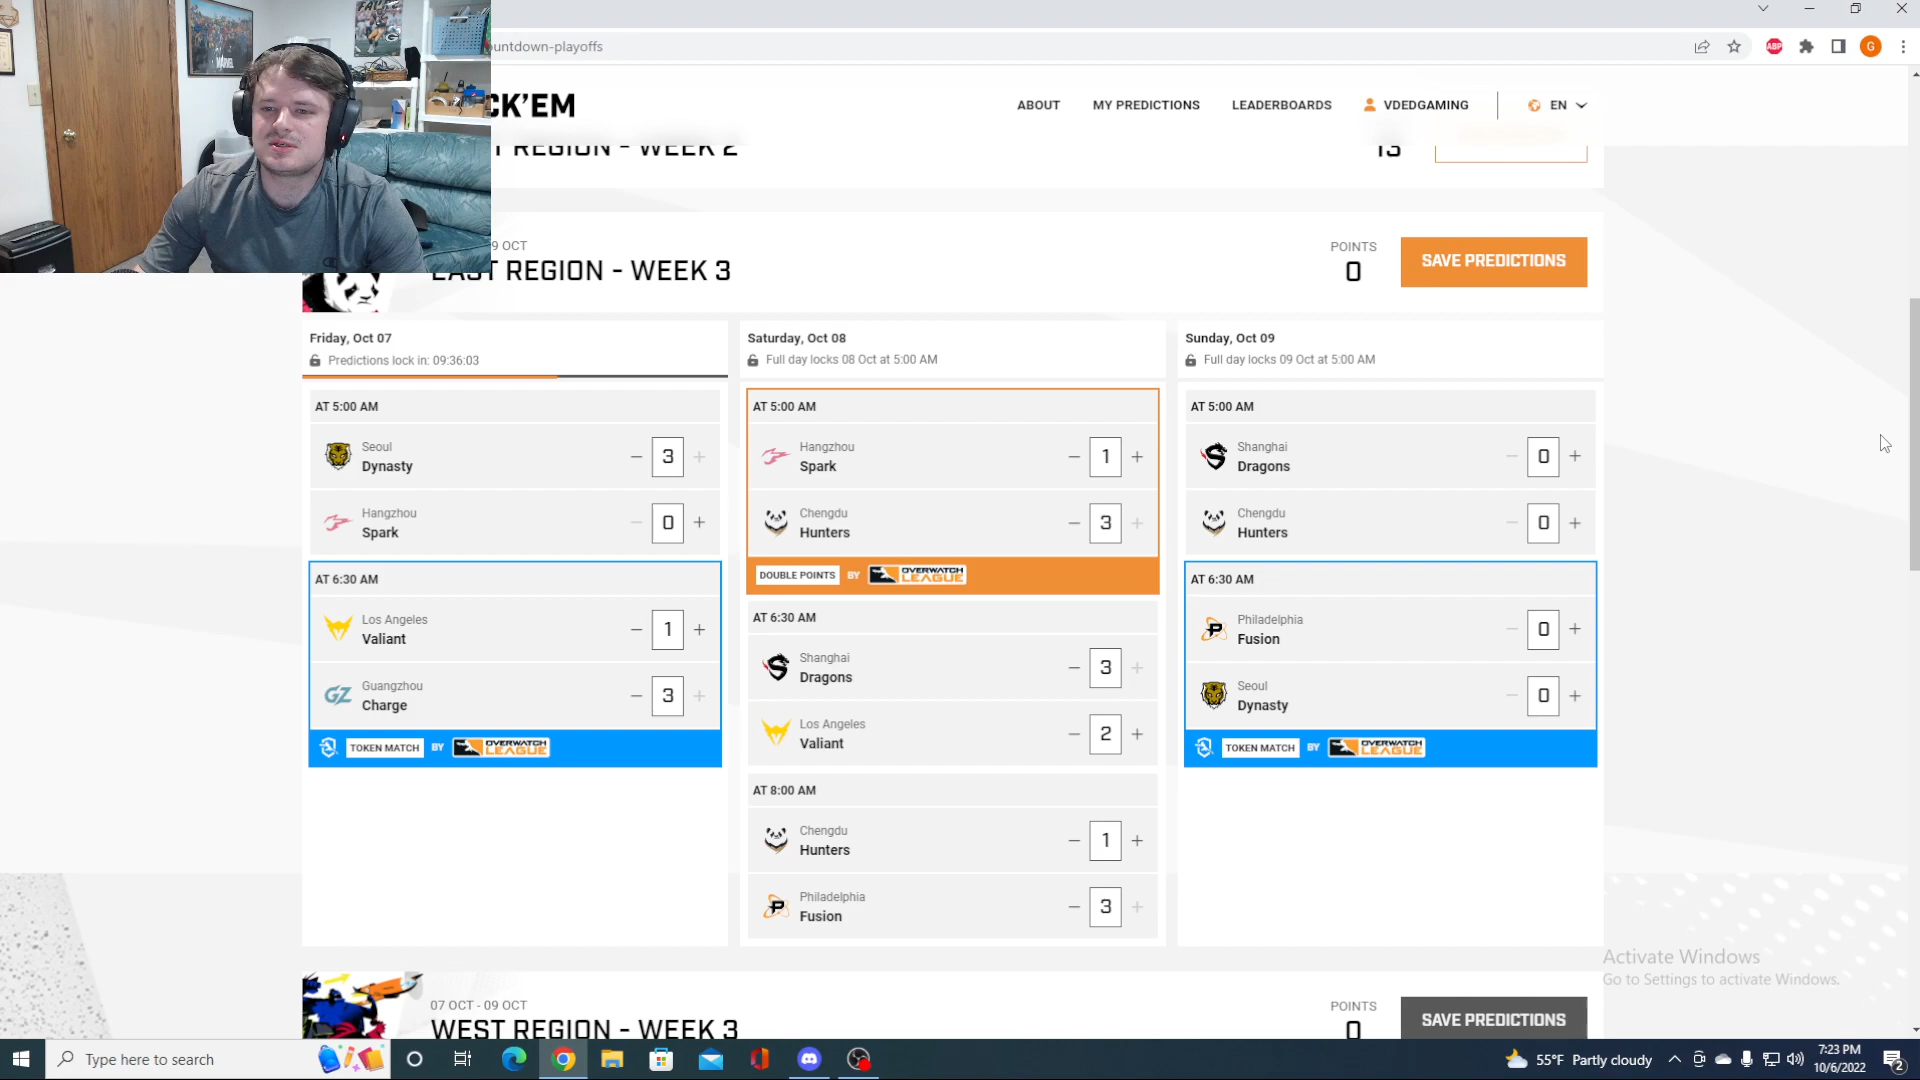 untdown-playoffs
CK'EM
ABOUT
MY PREDICTIONS
LEADERBOARDS
VDEDGAMING
EN
REGION - WEEK 2
13
9 OCT
EAST REGION - WEEK 3
POINTS
0
SAVE PREDICTIONS
Friday, Oct 07
Predictions lock in: 09:36:03
AT 5:00 AM
Seoul
Dynasty
3
Hangzhou
Spark
0
AT 6:30 AM
Los Angeles
Valiant
1
Guangzhou
Charge
3
TOKEN MATCH BY OVERWATCH LEAGUE
Saturday, Oct 08
Full day locks 08 Oct at 5:00 AM
AT 5:00 AM
Hangzhou
Spark
1
Chengdu
Hunters
3
DOUBLE POINTS BY OVERWATCH LEAGUE
AT 6:30 AM
Shanghai
Dragons
3
Los Angeles
Valiant
2
AT 8:00 AM
Chengdu
Hunters
1
Philadelphia
Fusion
3
Sunday, Oct 09
Full day locks 09 Oct at 5:00 AM
AT 5:00 AM
Shanghai
Dragons
0
Chengdu
Hunters
0
AT 6:30 AM
Philadelphia
Fusion
0
Seoul
Dynasty
0
TOKEN MATCH BY OVERWATCH LEAGUE
07 OCT - 09 OCT
WEST REGION - WEEK 3
POINTS
0
SAVE PREDICTIONS
Activate Windows
Go to Settings to activate Windows.
Type here to search
55°F Partly cloudy
7:23 PM
10/6/2022
2
ABP
G
MARVEL